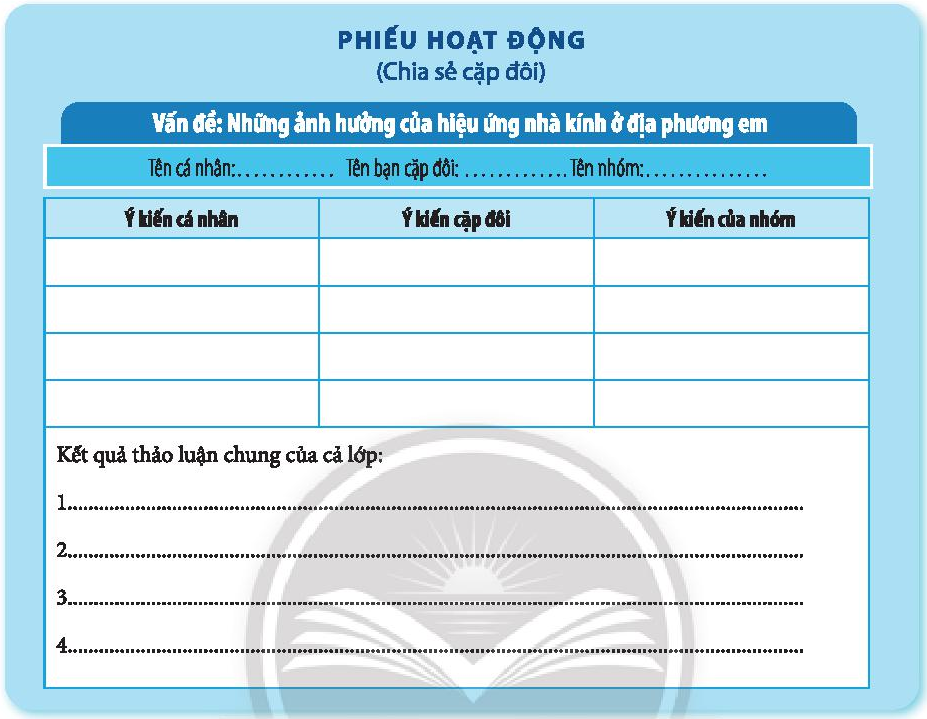 PHIẾU HOẠT ĐỘNG
(Chia sẻ cặp đôi)
Vấn đề: Những ảnh hưởng của hiệu ứng nhà kính ở địa phương em
Tên cá nhân:............ Tên bạn cặp đôi: ............. Tên nhóm:...............
Ý kiến cá nhân Ý kiến cặp đôi Ý kiến của nhóm
Kết quả thảo luận chung của cả lớp:
1................................................................
2................................................................
3................................................................
4................................................................